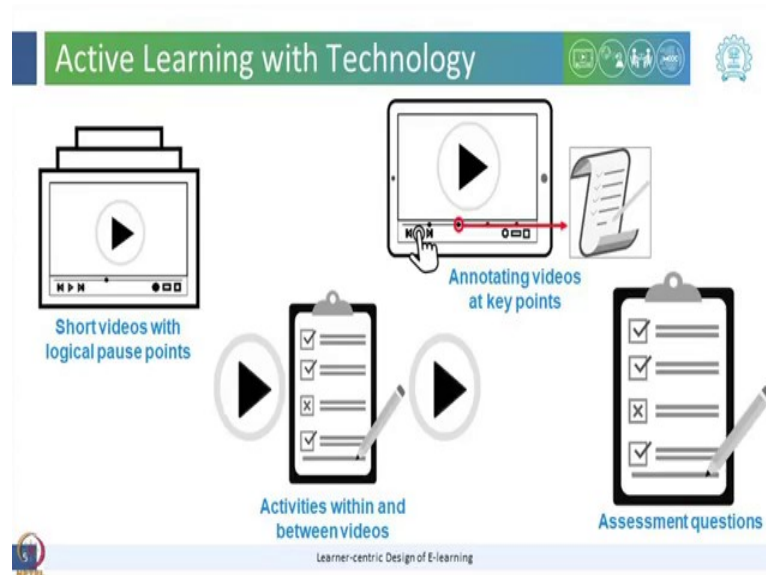 Active Learning with Technology
Short videos with
logical pause points
Annotating videos
at key points
Activities within and
between videos
Assessment questions
5
Learner-centric Design of E-learning